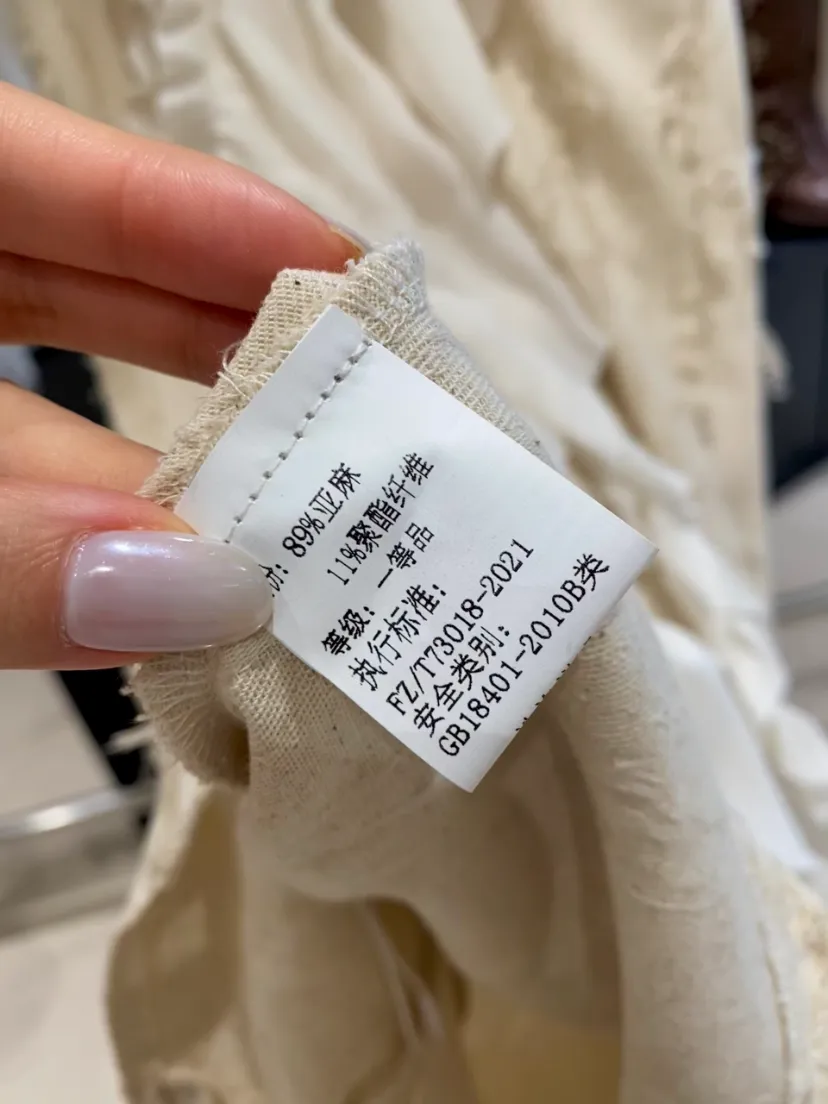 份: 89%亚麻
11%聚酯纤维
等级: 一等品
执行标准:
FZ/T73018-2021
安全类别:
GB18401-2010B类